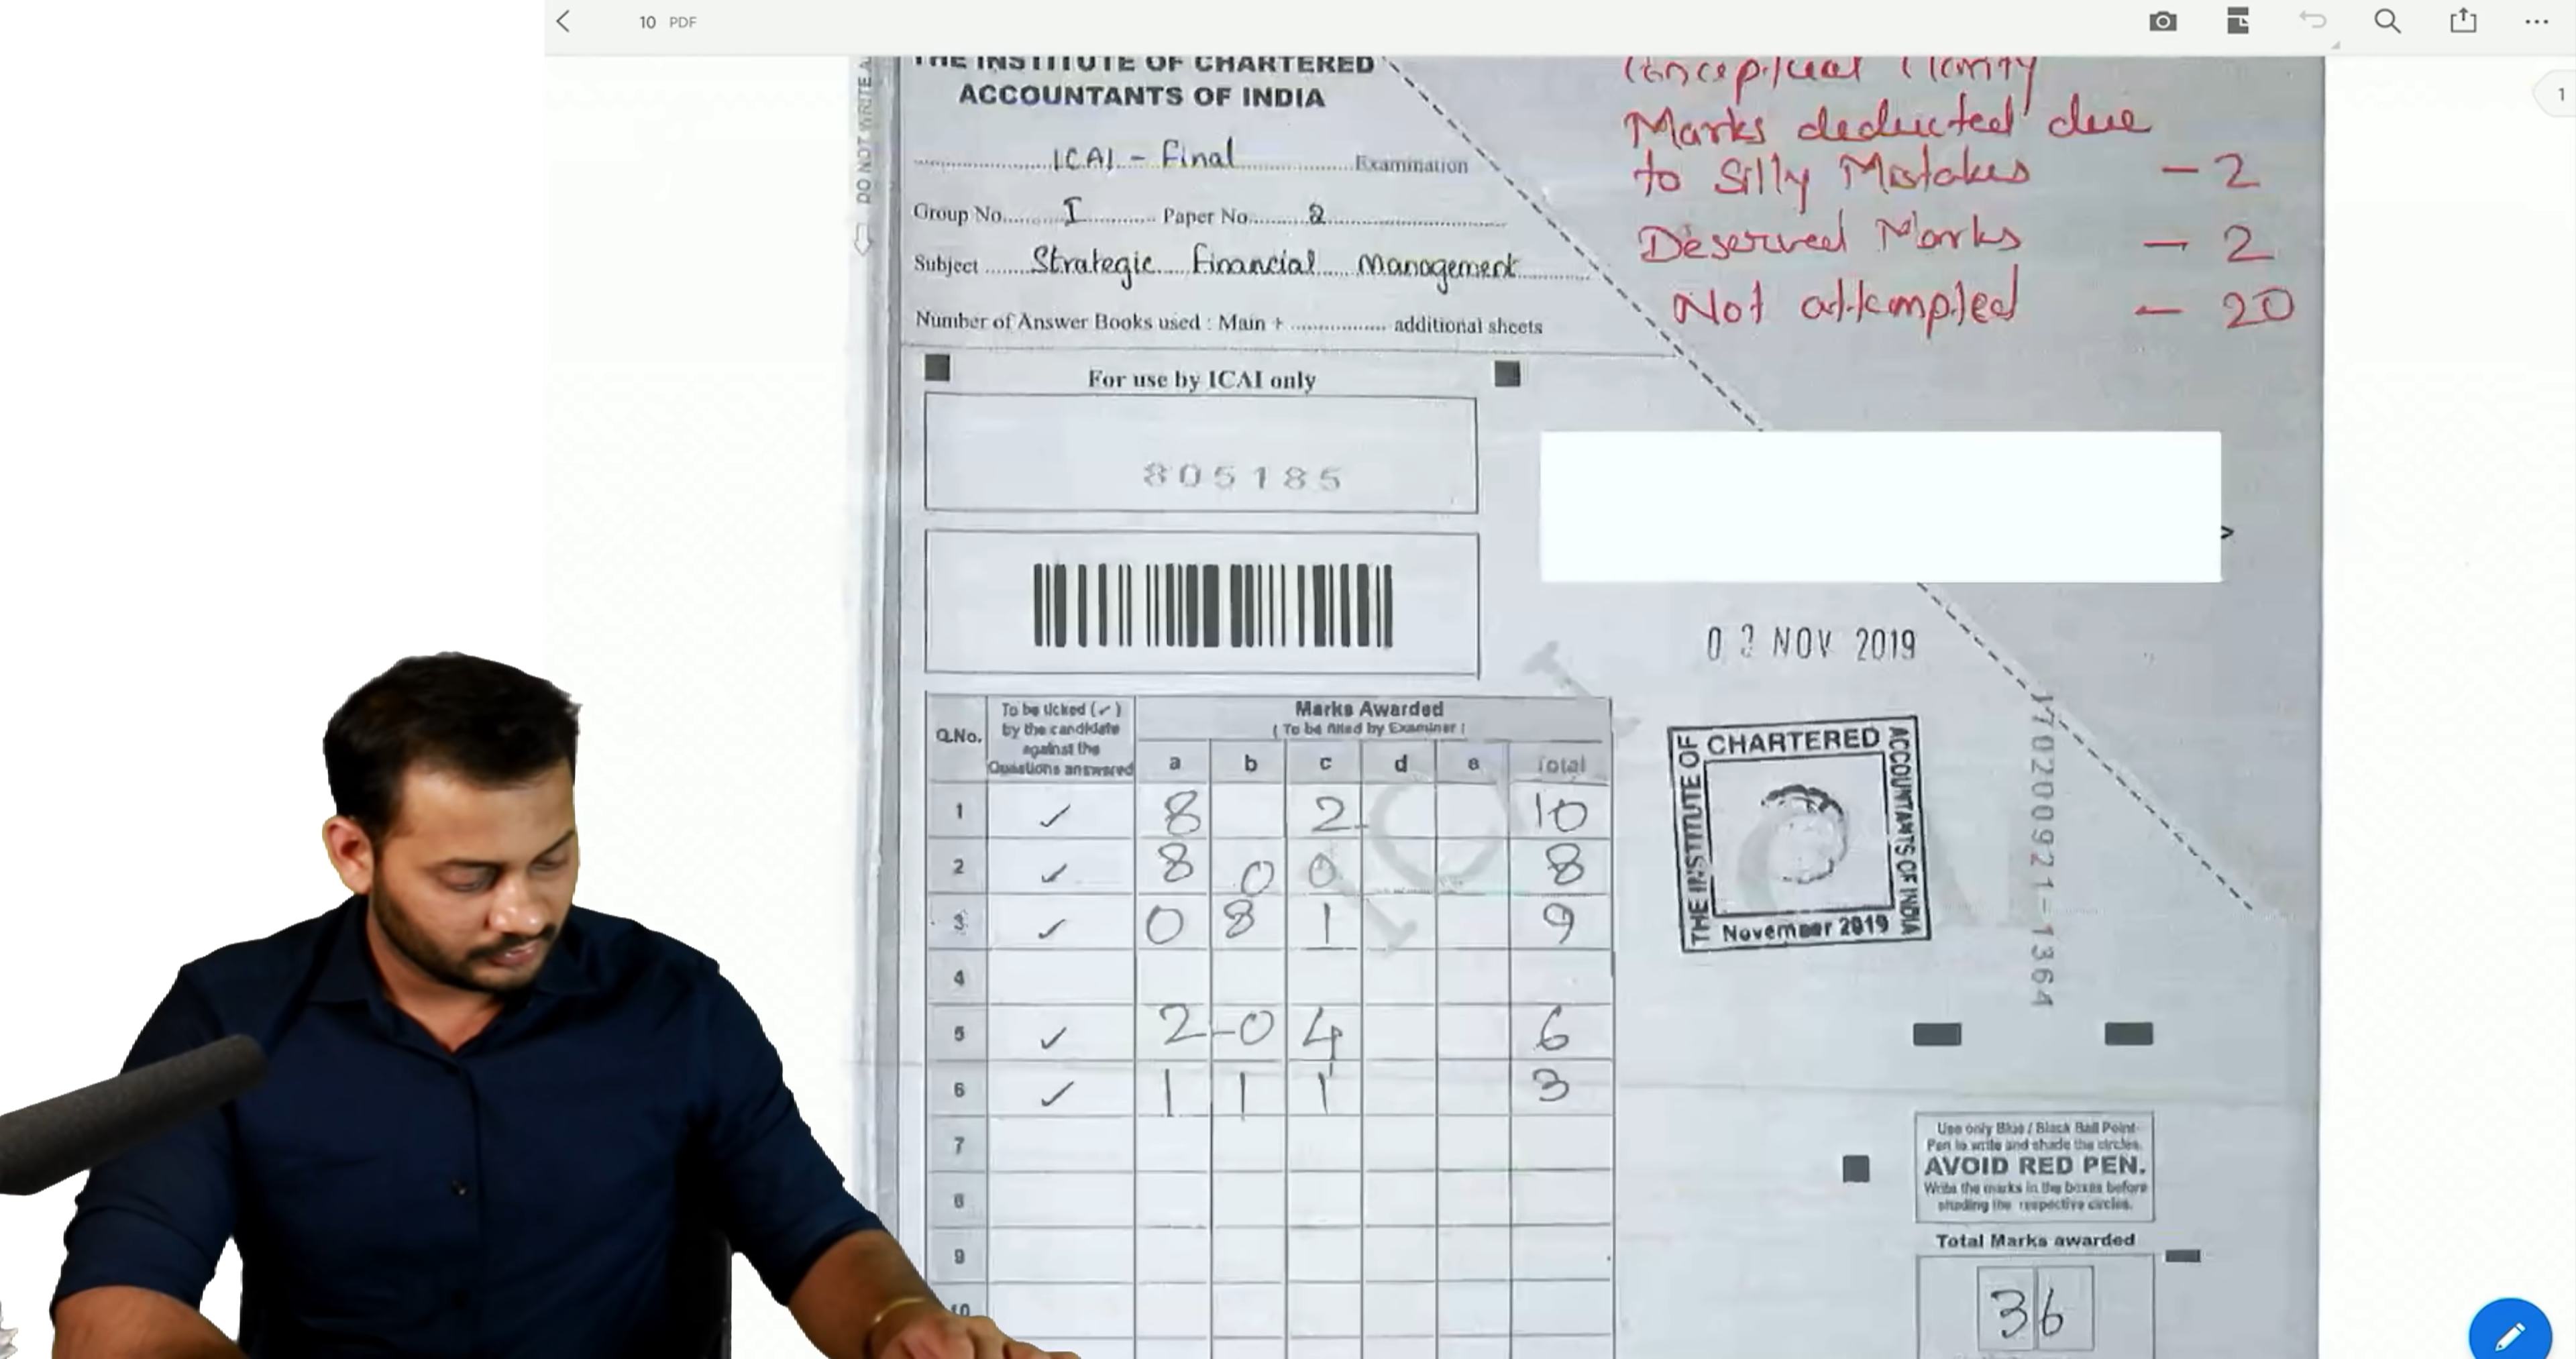 10 PDF
1
DO NOT WRITE
THE INSTITUTE OF CHARTERED
ACCOUNTANTS OF INDIA
ICAI - Final Examination
Group No. I Paper No. 2
Subject Strategic Financial Management
Number of Answer Books used : Main + additional sheets
Conceptual Clarity
Marks deducted due
to Silly Mistakes - 2
Deserved Marks - 2
Not attempted - 20
For use by ICAI only
805185
NOV 2019
THE INSTITUTE OF CHARTERED ACCOUNTANTS OF INDIA
November 2019
1702000921-1364
Q.No. To be ticked (✓) by the candidate against the Questions answered Marks Awarded
( To be filled by Examiner )
a b c d e Total
1 ✓ 8 2 10
2 ✓ 8 0 0 8
3 ✓ 0 8 1 9
4
5 ✓ 2 0 4 6
6 ✓ 1 1 1 3
7
8
9
10
Use only Blue / Black Ball Point
Pen to write and shade the circles.
AVOID RED PEN.
Write the marks in the boxes before
shading the respective circles.
Total Marks awarded
36